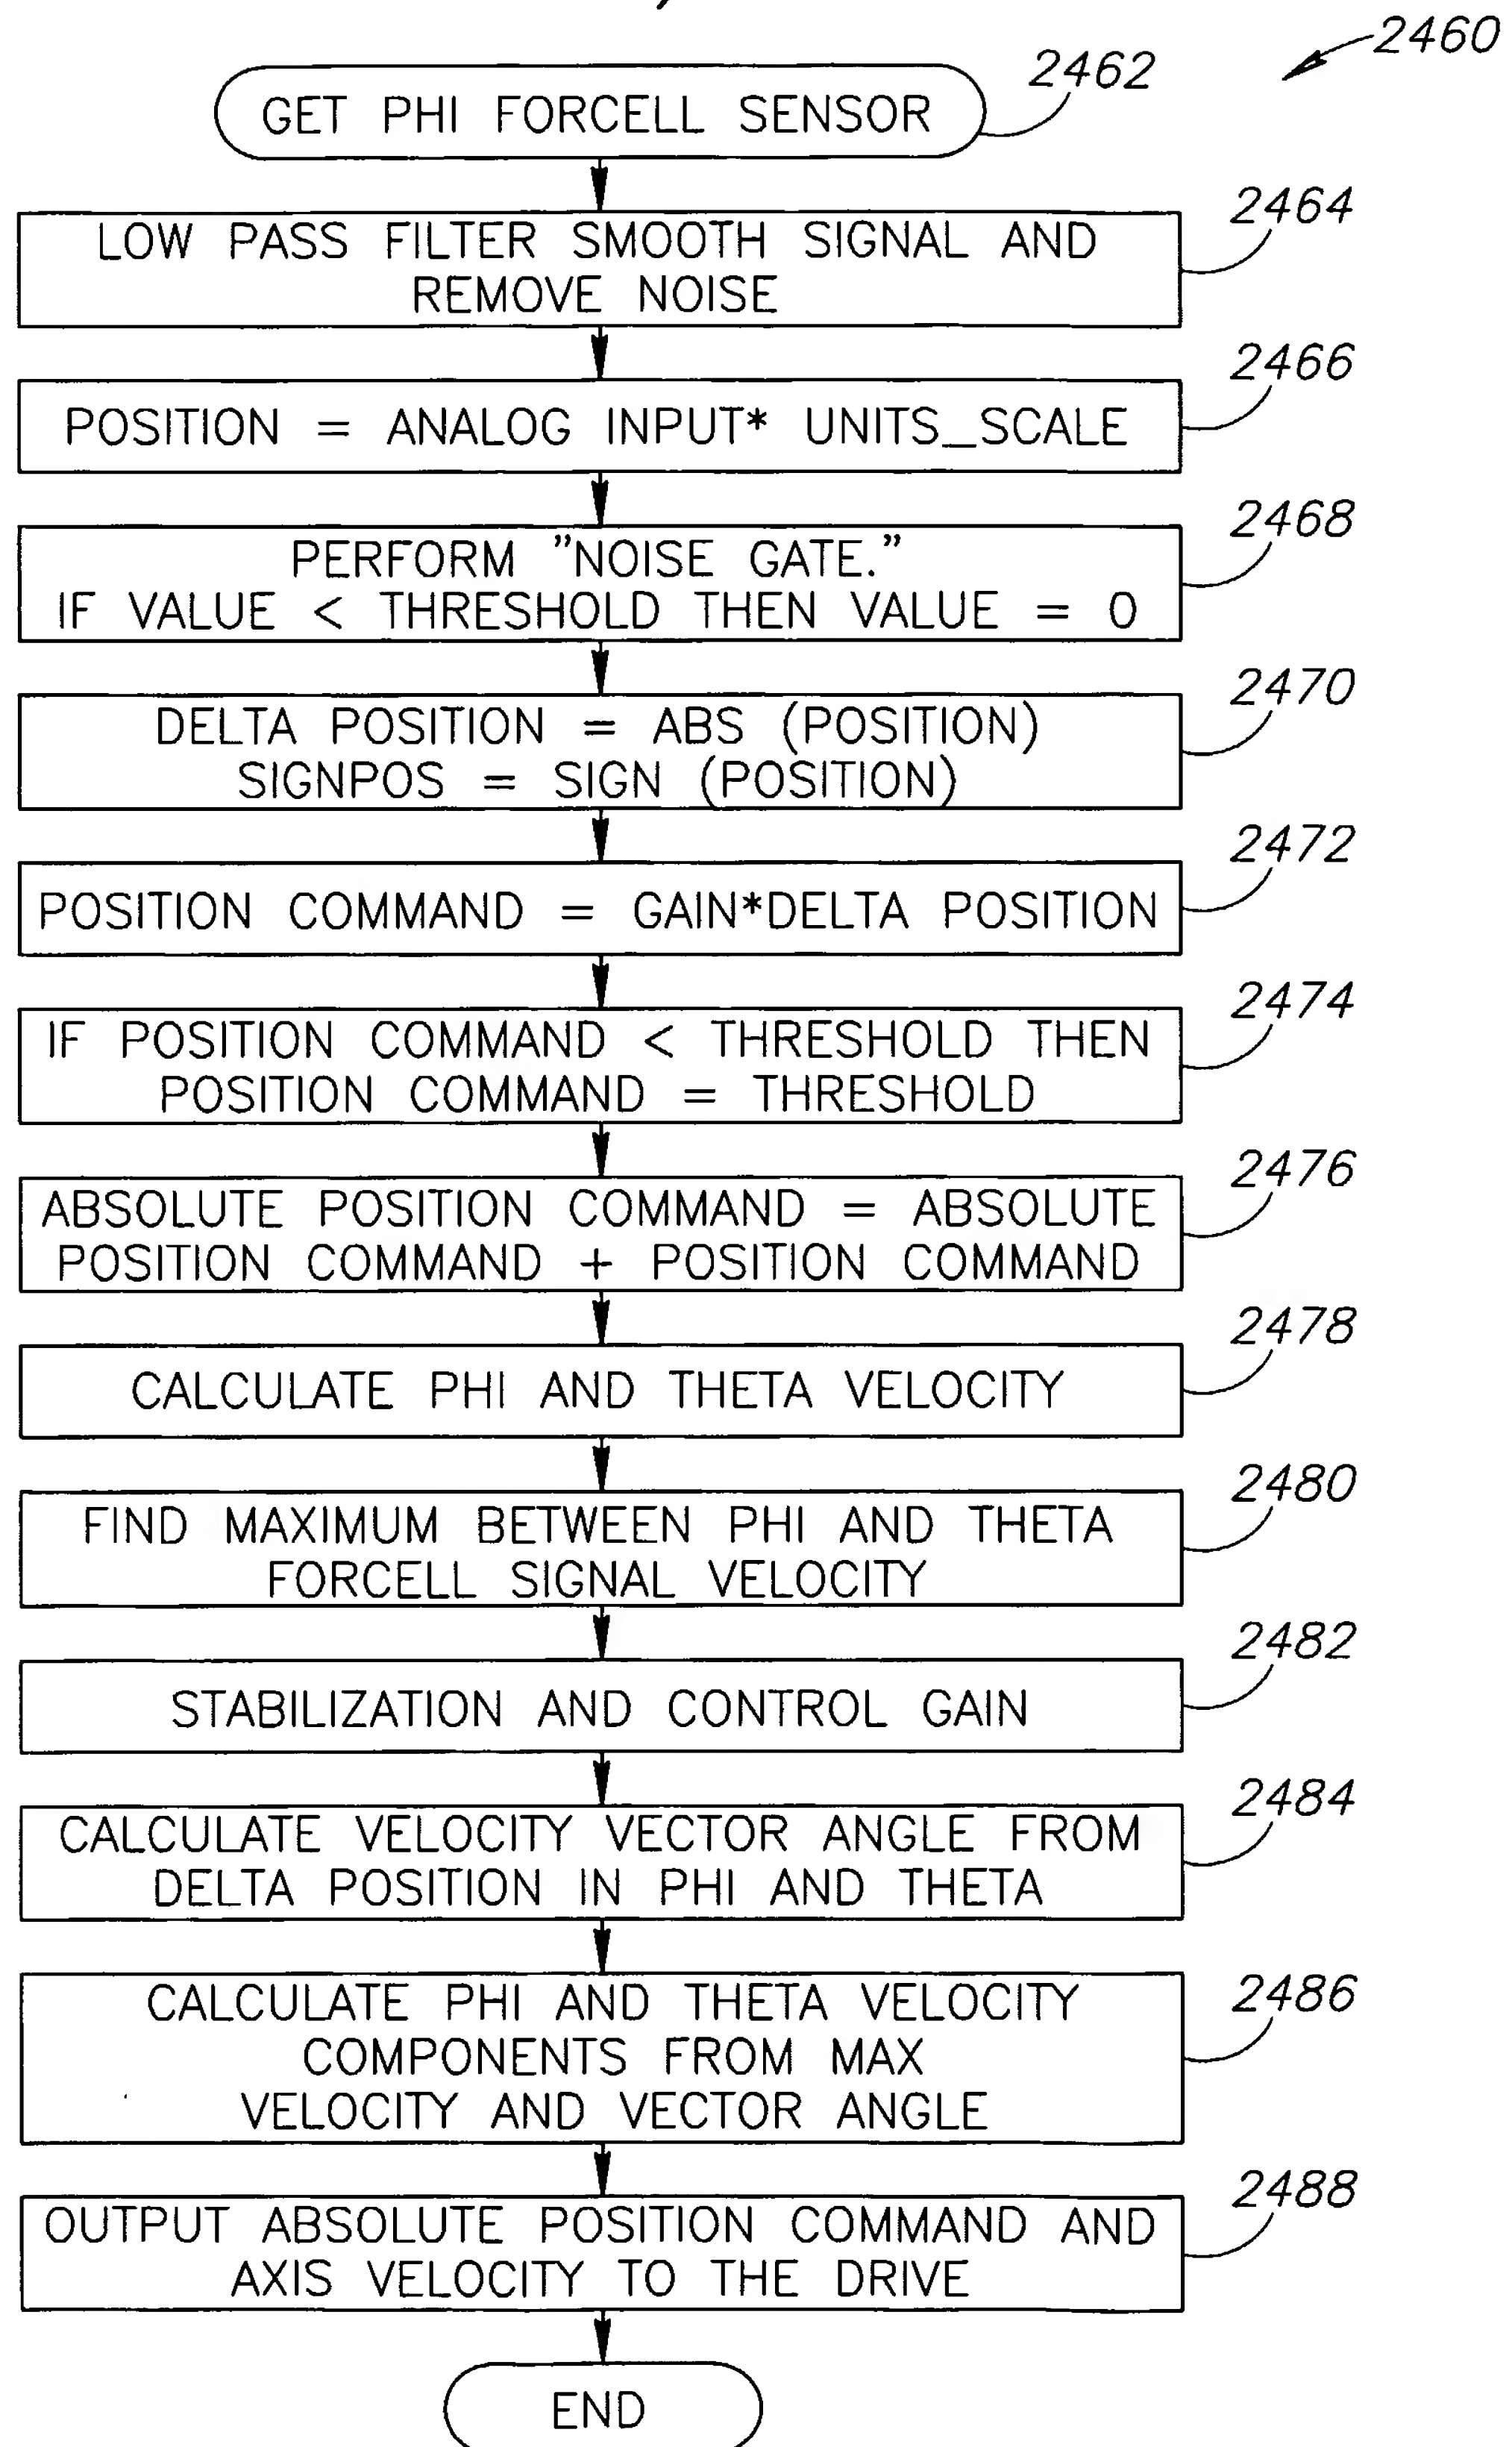 2460
GET PHI FORCELL SENSOR
2462
LOW PASS FILTER SMOOTH SIGNAL AND
REMOVE NOISE
2464
POSITION = ANALOG INPUT* UNITS_SCALE
2466
PERFORM "NOISE GATE."
IF VALUE < THRESHOLD THEN VALUE = 0
2468
DELTA POSITION = ABS (POSITION)
SIGNPOS = SIGN (POSITION)
2470
POSITION COMMAND = GAIN*DELTA POSITION
2472
IF POSITION COMMAND < THRESHOLD THEN
POSITION COMMAND = THRESHOLD
2474
ABSOLUTE POSITION COMMAND = ABSOLUTE
POSITION COMMAND + POSITION COMMAND
2476
CALCULATE PHI AND THETA VELOCITY
2478
FIND MAXIMUM BETWEEN PHI AND THETA
FORCELL SIGNAL VELOCITY
2480
STABILIZATION AND CONTROL GAIN
2482
CALCULATE VELOCITY VECTOR ANGLE FROM
DELTA POSITION IN PHI AND THETA
2484
CALCULATE PHI AND THETA VELOCITY
COMPONENTS FROM MAX
VELOCITY AND VECTOR ANGLE
2486
OUTPUT ABSOLUTE POSITION COMMAND AND
AXIS VELOCITY TO THE DRIVE
2488
END